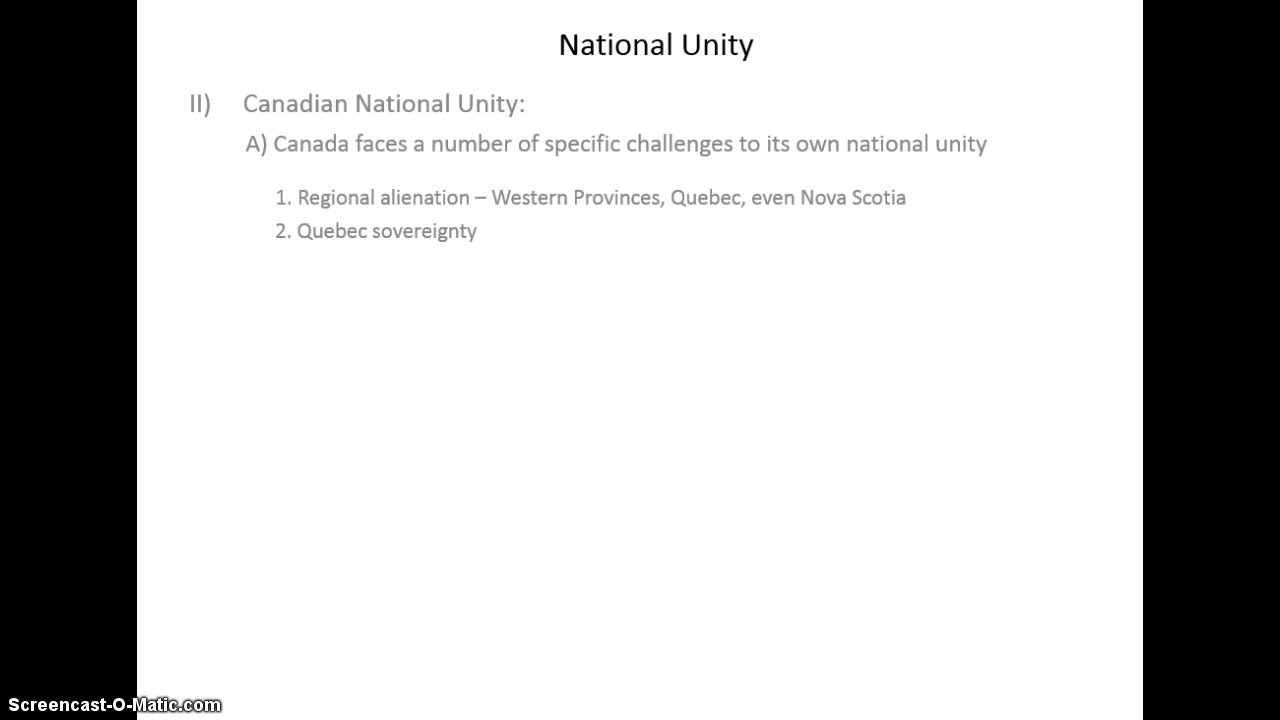 National Unity
II) Canadian National Unity:
A) Canada faces a number of specific challenges to its own national unity
1. Regional alienation – Western Provinces, Quebec, even Nova Scotia
2. Quebec sovereignty
Screencast-O-Matic.com